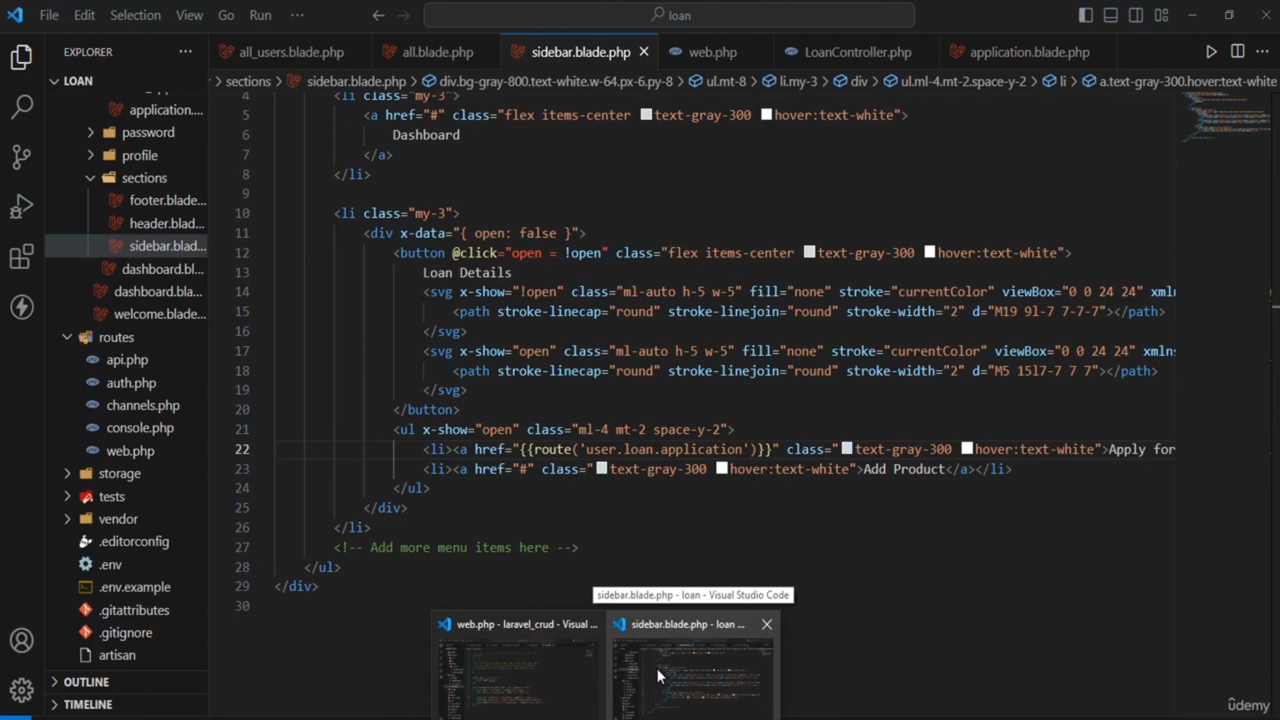 File Edit Selection View Go Run ··· loan
EXPLORER ···
LOAN
application....
password
profile
sections
footer.blade...
header.blad...
sidebar.blad...
dashboard.bl...
dashboard.bla...
welcome.blade...
routes
api.php
auth.php
channels.php
console.php
web.php
storage
tests
vendor
.editorconfig
.env
.env.example
.gitattributes
.gitignore
artisan
OUTLINE
TIMELINE
all_users.blade.php all.blade.php sidebar.blade.php web.php LoanController.php application.blade.php
> sections > sidebar.blade.php > div.bg-gray-800.text-white.w-64.px-6.py-8 > ul.mt-8 > li.my-3 > div > ul.ml-4.mt-2.space-y-2 > li > a.text-gray-300.hover:text-white
4 <li class="my-3">
5 <a href="#" class="flex items-center text-gray-300 hover:text-white">
6 Dashboard
7 </a>
8 </li>
9
10 <li class="my-3">
11 <div x-data="{ open: false }">
12 <button @click="open = !open" class="flex items-center text-gray-300 hover:text-white">
13 Loan Details
14 <svg x-show="!open" class="ml-auto h-5 w-5" fill="none" stroke="currentColor" viewBox="0 0 24 24" xmln
15 <path stroke-linecap="round" stroke-linejoin="round" stroke-width="2" d="M19 9l-7 7-7-7"></path>
16 </svg>
17 <svg x-show="open" class="ml-auto h-5 w-5" fill="none" stroke="currentColor" viewBox="0 0 24 24" xmlns
18 <path stroke-linecap="round" stroke-linejoin="round" stroke-width="2" d="M5 15l7-7 7 7"></path>
19 </svg>
20 </button>
21 <ul x-show="open" class="ml-4 mt-2 space-y-2">
22 <li><a href="{{route('user.loan.application')}}" class="text-gray-300 hover:text-white">Apply for
23 <li><a href="#" class="text-gray-300 hover:text-white">Add Product</a></li>
24 </ul>
25 </div>
26 </li>
27 <!-- Add more menu items here -->
28 </ul>
29 </div>
30
sidebar.blade.php - loan - Visual Studio Code
web.php - laravel_crud - Visual ... sidebar.blade.php - loan ...
ûdemy